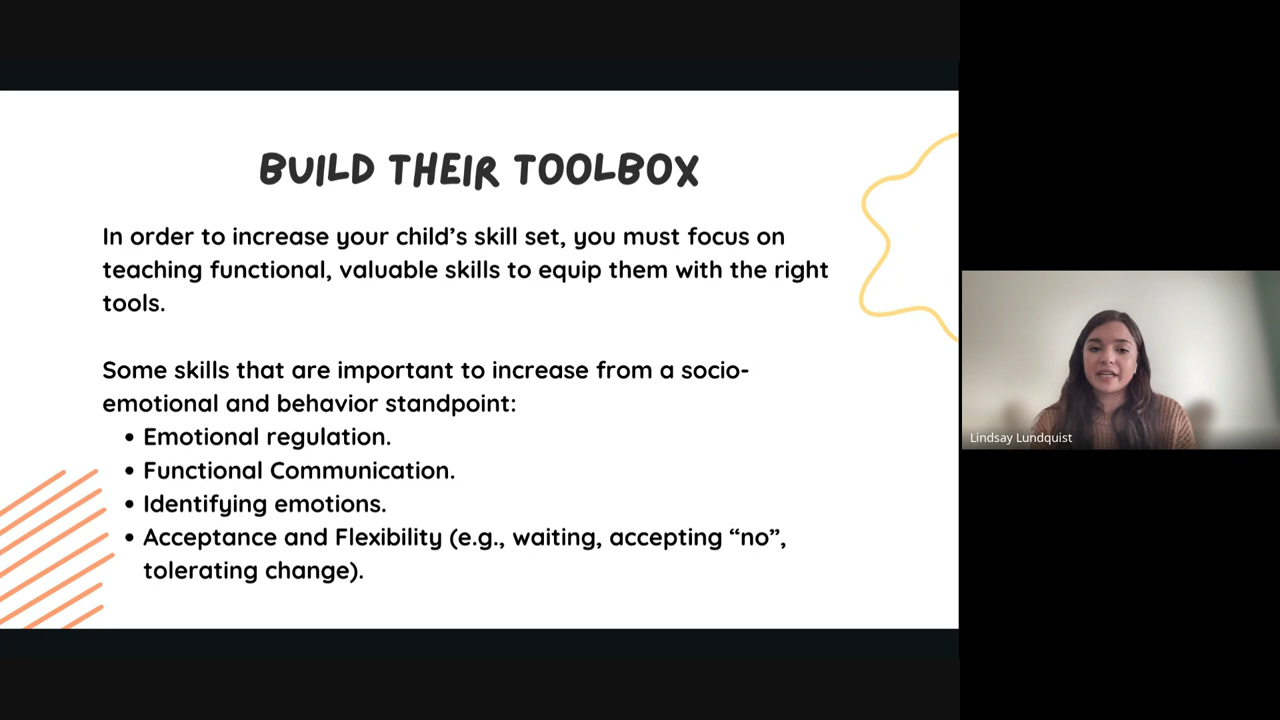 BUILD THEIR TOOLBOX
In order to increase your child’s skill set, you must focus on
teaching functional, valuable skills to equip them with the right
tools.
Some skills that are important to increase from a socio-
emotional and behavior standpoint:
• Emotional regulation.
• Functional Communication.
• Identifying emotions.
• Acceptance and Flexibility (e.g., waiting, accepting “no”,
tolerating change).
Lindsay Lundquist